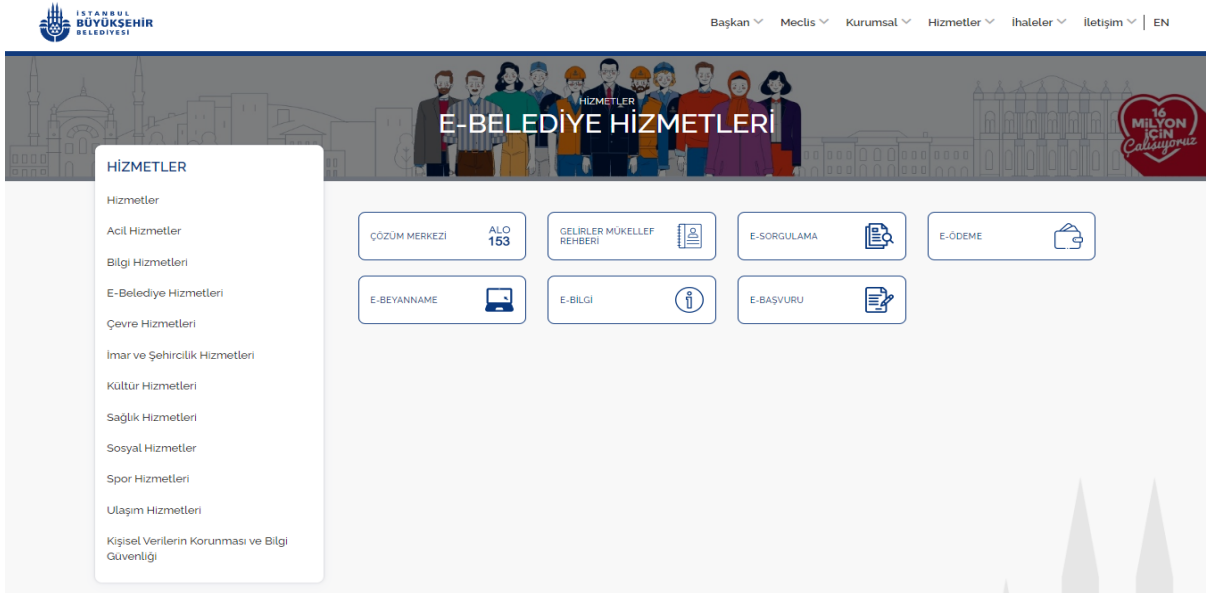 İSTANBUL
BÜYÜKŞEHİR
BELEDİYESİ
Başkan Meclis Kurumsal Hizmetler İhaleler İletişim EN
HİZMETLER
E-BELEDİYE HİZMETLERİ
16
MİLYON
İÇİN
Çalışıyoruz
HİZMETLER
Hizmetler
Acil Hizmetler
Bilgi Hizmetleri
E-Belediye Hizmetleri
Çevre Hizmetleri
İmar ve Şehircilik Hizmetleri
Kültür Hizmetleri
Sağlık Hizmetleri
Sosyal Hizmetler
Spor Hizmetleri
Ulaşım Hizmetleri
Kişisel Verilerin Korunması ve Bilgi
Güvenliği
ÇÖZÜM MERKEZİ
ALO
153
GELİRLER MÜKELLEF
REHBERİ
E-SORGULAMA
E-ÖDEME
E-BEYANNAME
E-BİLGİ
E-BAŞVURU